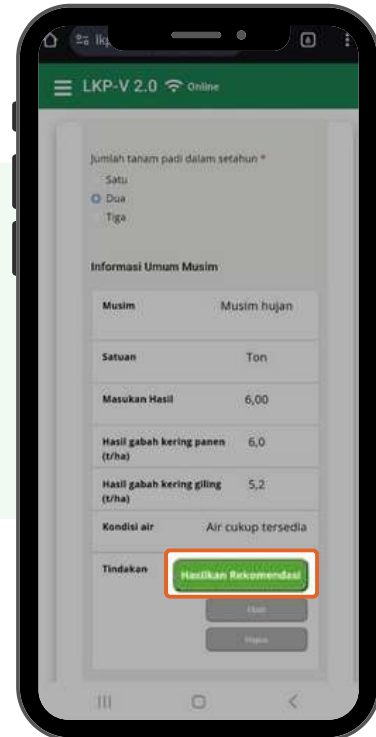 LKP-V 2.0 Online
Jumlah tanam padi dalam setahun *
Satu
Dua
Tiga
Informasi Umum Musim
Musim Musim hujan
Satuan Ton
Masukan Hasil 6,00
Hasil gabah kering panen 6,0
(t/ha)
Hasil gabah kering giling 5,2
(t/ha)
Kondisi air Air cukup tersedia
Tindakan Hasilkan Rekomendasi
Hapus